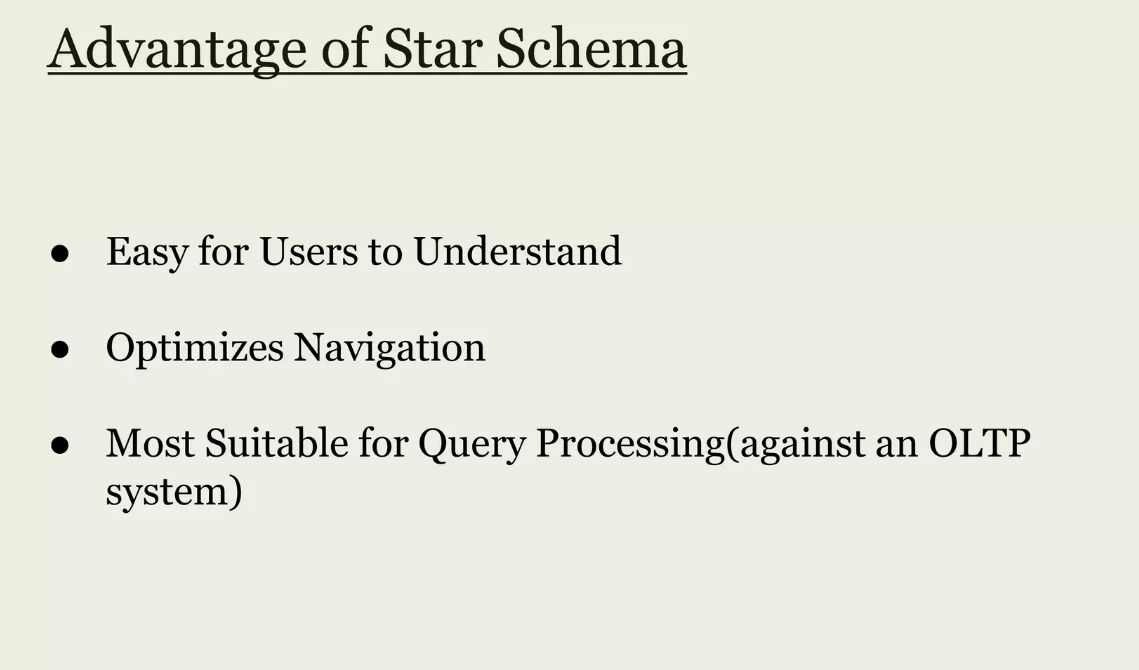 Advantage of Star Schema
● Easy for Users to Understand
● Optimizes Navigation
● Most Suitable for Query Processing(against an OLTP
system)